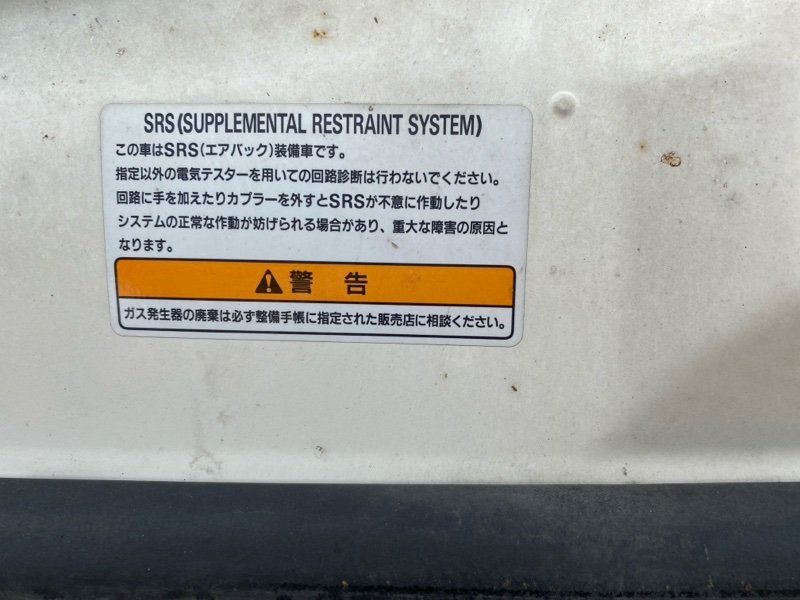 SRS(SUPPLEMENTAL RESTRAINT SYSTEM)
この車はSRS(エアバック)装備車です。
指定以外の電気テスターを用いての回路診断は行わないでください。
回路に手を加えたりカプラーを外すとSRSが不意に作動したり
システムの正常な作動が妨げられる場合があり、重大な障害の原因と
なります。
警 告
ガス発生器の廃棄は必ず整備手帳に指定された販売店に相談ください。